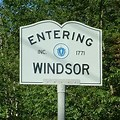 ENTERING
INC. 1771
WINDSOR